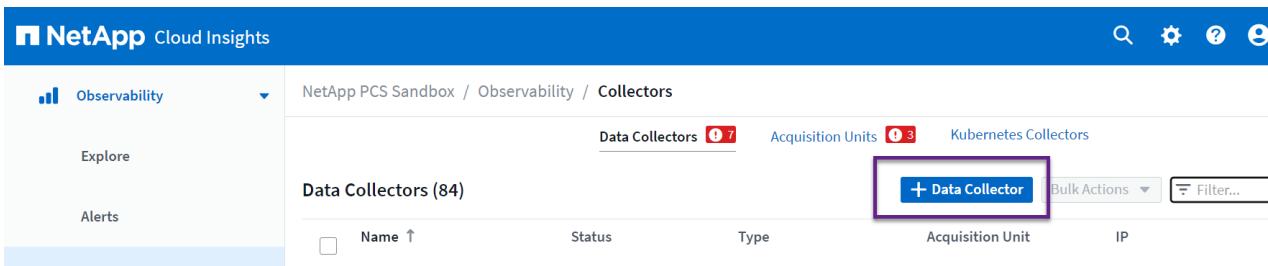 NetApp Cloud Insights
Observability
NetApp PCS Sandbox / Observability / Collectors
Data Collectors 7 Acquisition Units 3 Kubernetes Collectors
Explore
Data Collectors (84) + Data Collector Bulk Actions Filter...
Alerts
Name ↑ Status Type Acquisition Unit IP